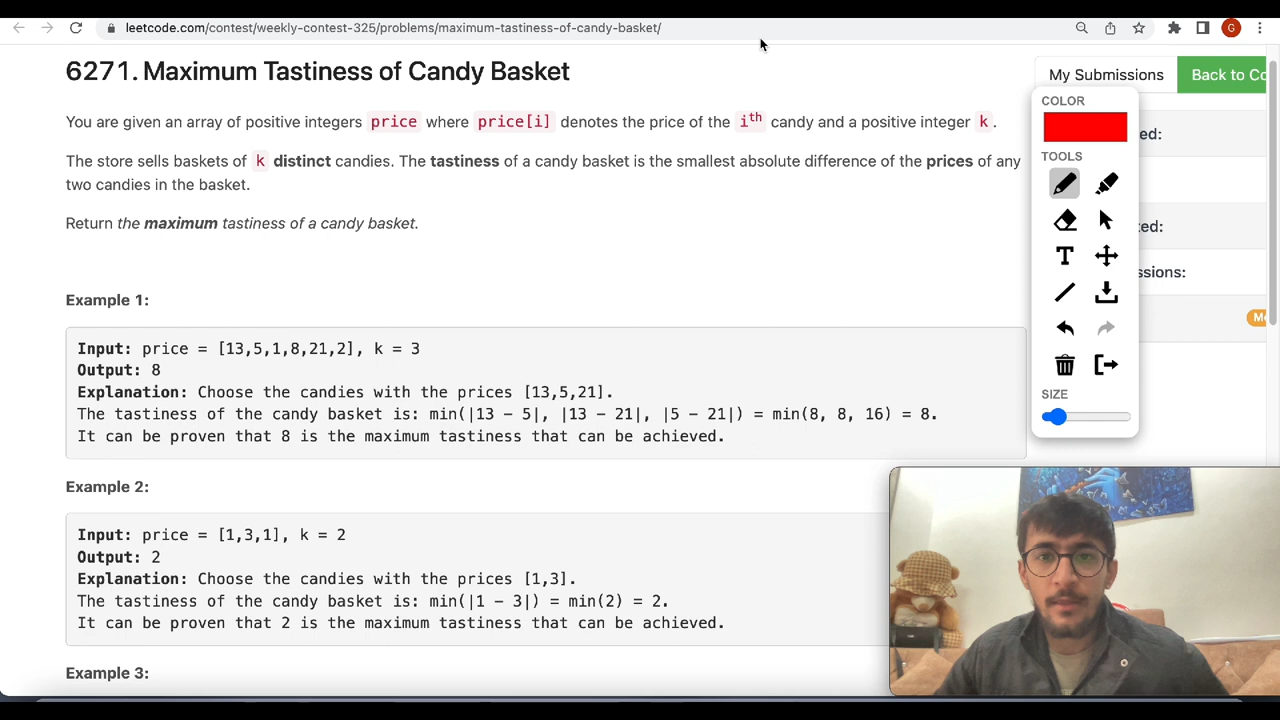 leetcode.com/contest/weekly-contest-325/problems/maximum-tastiness-of-candy-basket/
G
6271. Maximum Tastiness of Candy Basket
My Submissions
Back to Co
You are given an array of positive integers price where price[i] denotes the price of the ith candy and a positive integer k.
The store sells baskets of k distinct candies. The tastiness of a candy basket is the smallest absolute difference of the prices of any
two candies in the basket.
Return the maximum tastiness of a candy basket.
Example 1:
Input: price = [13,5,1,8,21,2], k = 3
Output: 8
Explanation: Choose the candies with the prices [13,5,21].
The tastiness of the candy basket is: min(|13 - 5|, |13 - 21|, |5 - 21|) = min(8, 8, 16) = 8.
It can be proven that 8 is the maximum tastiness that can be achieved.
Example 2:
Input: price = [1,3,1], k = 2
Output: 2
Explanation: Choose the candies with the prices [1,3].
The tastiness of the candy basket is: min(|1 - 3|) = min(2) = 2.
It can be proven that 2 is the maximum tastiness that can be achieved.
Example 3:
COLOR
TOOLS
T
SIZE
ed:
ted:
ssions:
Me